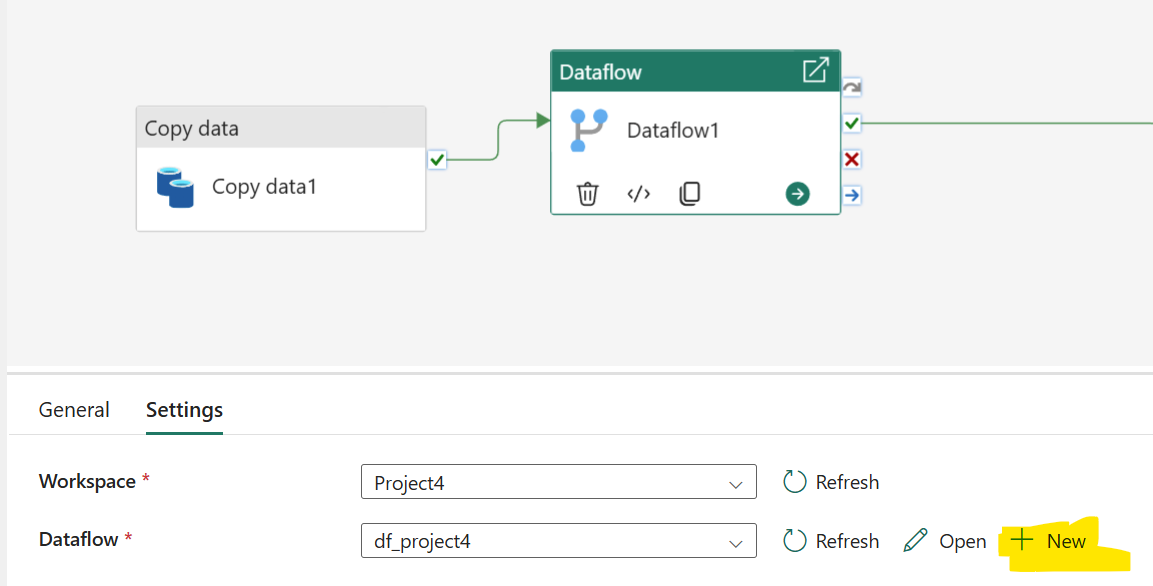 Copy data
Copy data1
Dataflow
Dataflow1
General Settings
Workspace * Project4 Refresh
Dataflow * df_project4 Refresh Open New